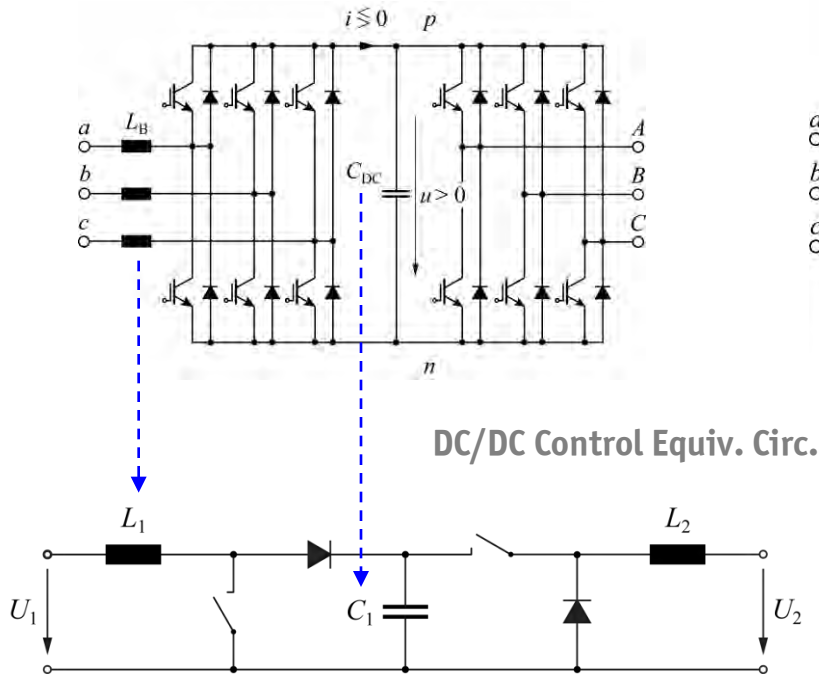 i ≶ 0 p
a L_B A
b C_DC u > 0 B
c C
n
a
b
c
DC/DC Control Equiv. Circ.
L_1 L_2
U_1 C_1 U_2